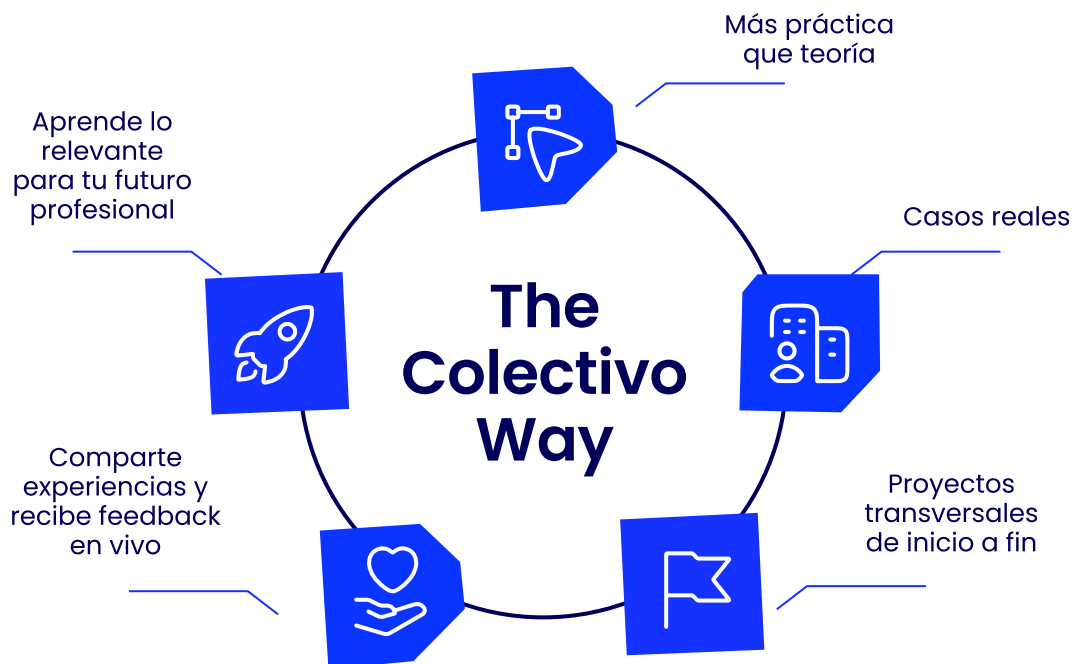 Más práctica
que teoría
Aprende lo
relevante
para tu futuro
profesional
Casos reales
The
Colectivo
Way
Comparte
experiencias y
recibe feedback
en vivo
Proyectos
transversales
de inicio a fin